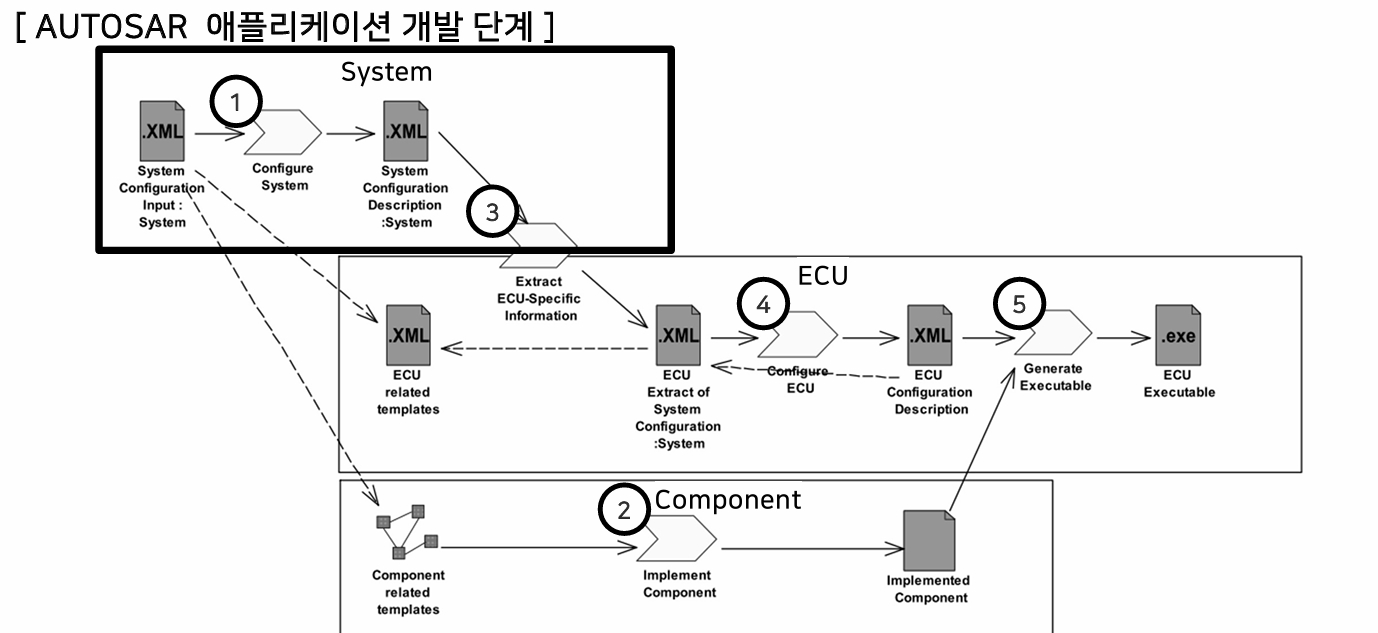 [ AUTOSAR 애플리케이션 개발 단계 ]
System
1
.XML
.XML
System
Configuration
Input :
System
Configure
System
System
Configuration
Description
:System
3
Extract
ECU-Specific
Information
ECU
4
5
.XML
.XML
.XML
.exe
ECU
related
templates
ECU
Extract of
System
Configuration
:System
Configure
ECU
ECU
Configuration
Description
Generate
Executable
ECU
Executable
2
Component
Component
related
templates
Implement
Component
Implemented
Component